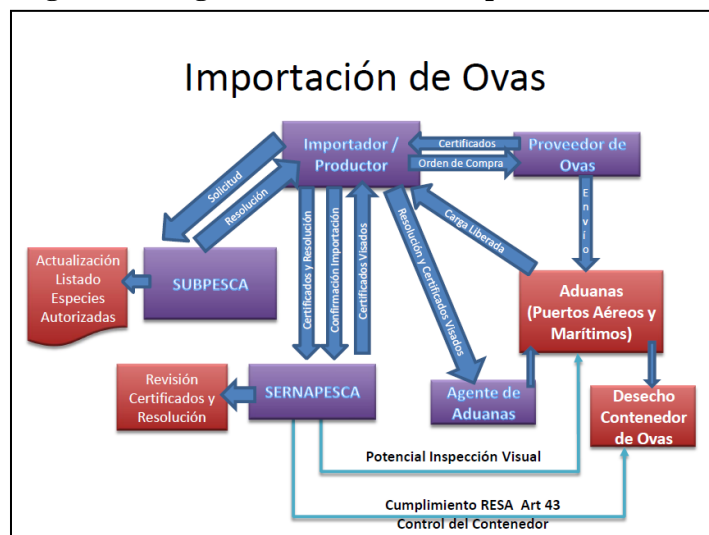 Importación de Ovas
Importador /
Productor
Certificados
Orden de Compra
Proveedor de
Ovas
Solicitud
Resolución
Certificados y Resolución
Confirmación Importación
Certificados Visados
Resolución y Certificados Visados
Carga Liberada
Envío
Actualización
Listado
Especies
Autorizadas
SUBPESCA
Aduanas
(Puertos Aéreos y
Marítimos)
Revisión
Certificados y
Resolución
SERNAPESCA
Agente de
Aduanas
Desecho
Contenedor
de Ovas
Potencial Inspección Visual
Cumplimiento RESA Art 43
Control del Contenedor